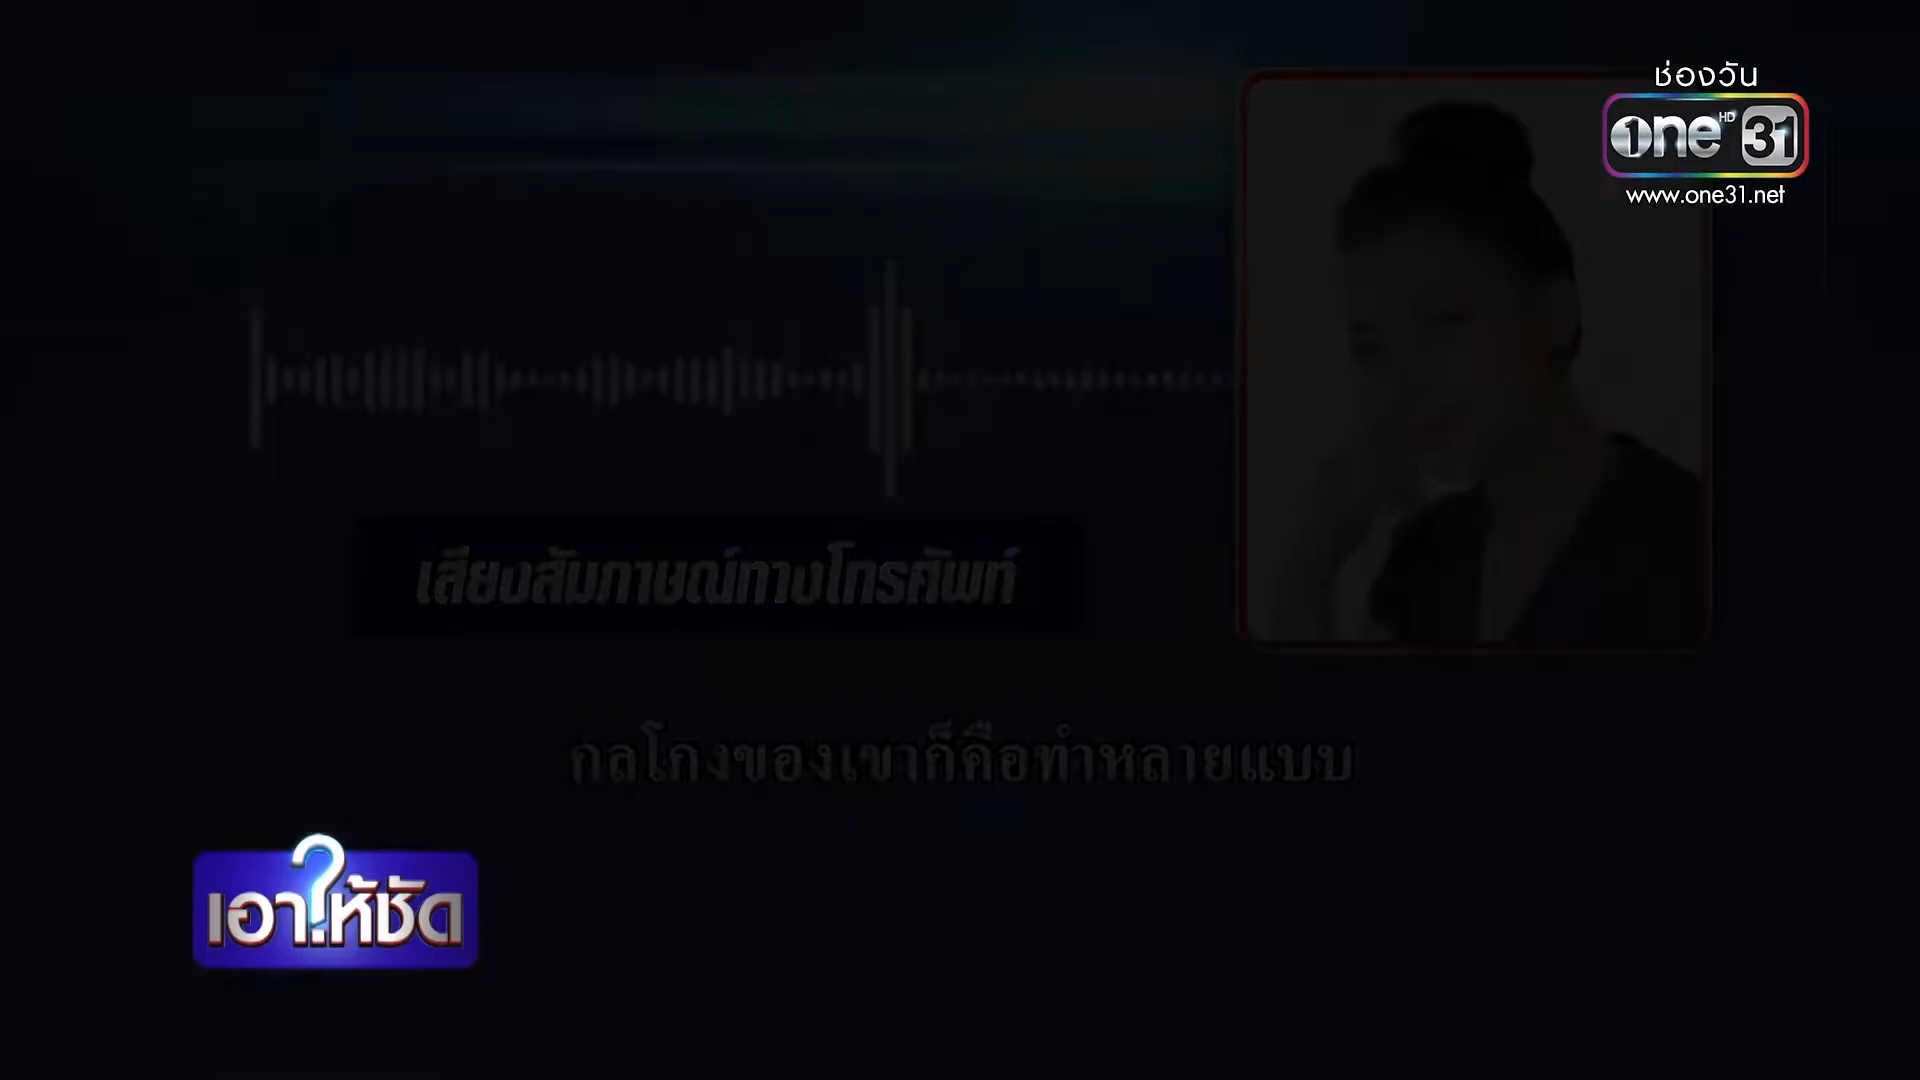 ช่องวัน
one HD 31
www.one31.net
เสียงสัมภาษณ์ทางโทรศัพท์
กลโกงของเขาก็คือทำหลายแบบ
เอา?ให้ชัด